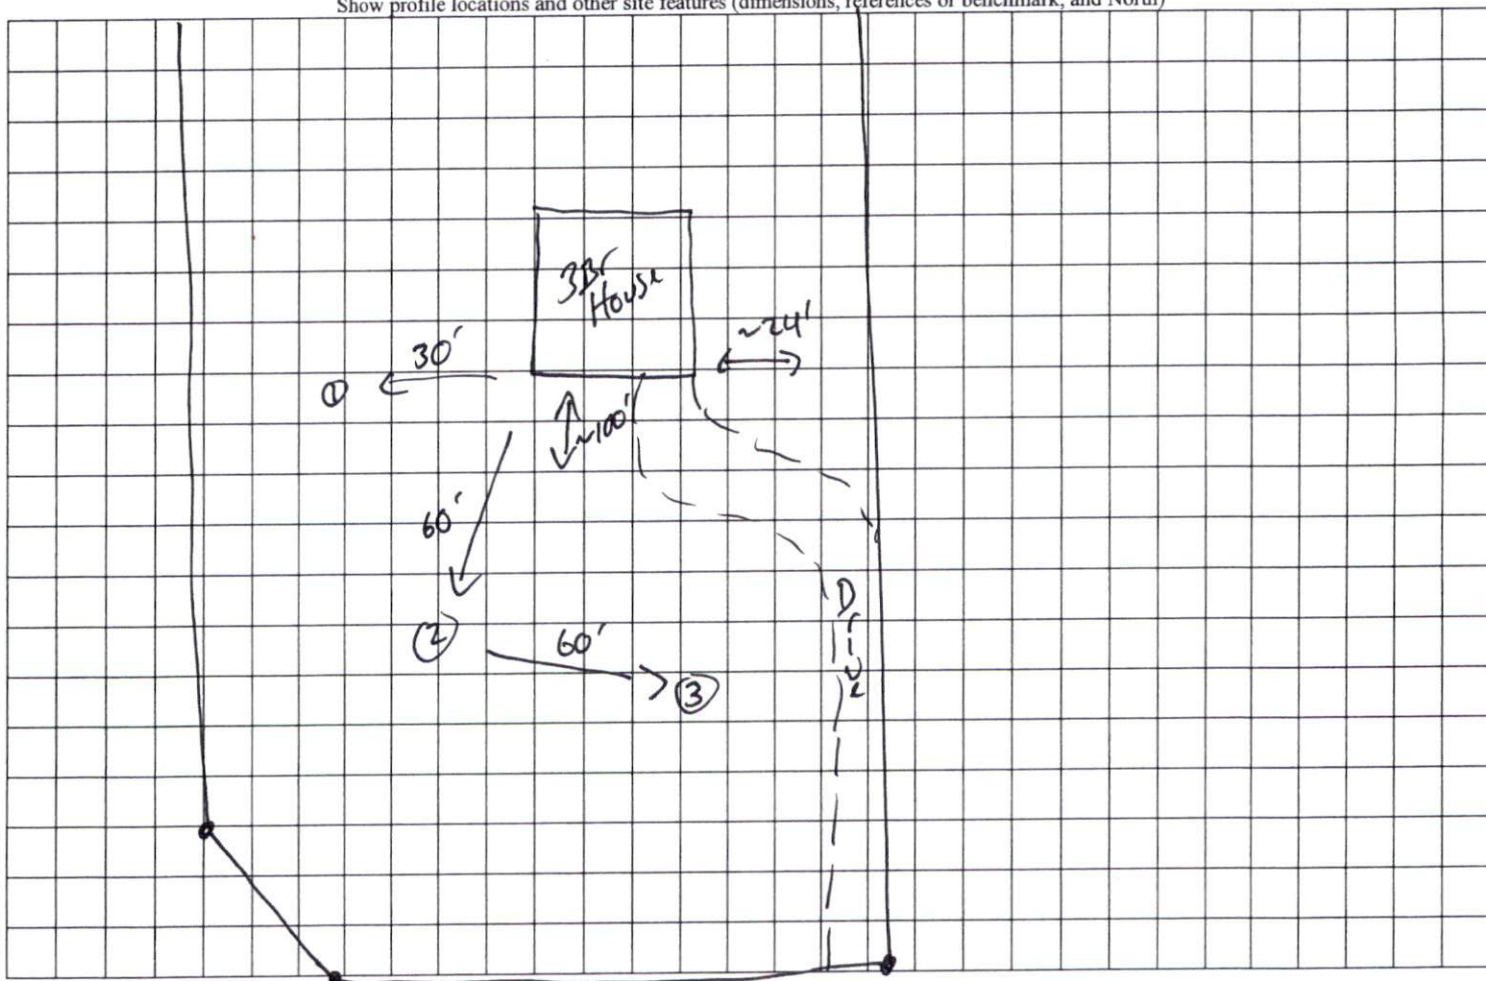 Show profile locations and other site features (dimensions, references or benchmark, and North)
3Br
House
~24'
30'
①
~100'
60'
②
60'
③
Drive